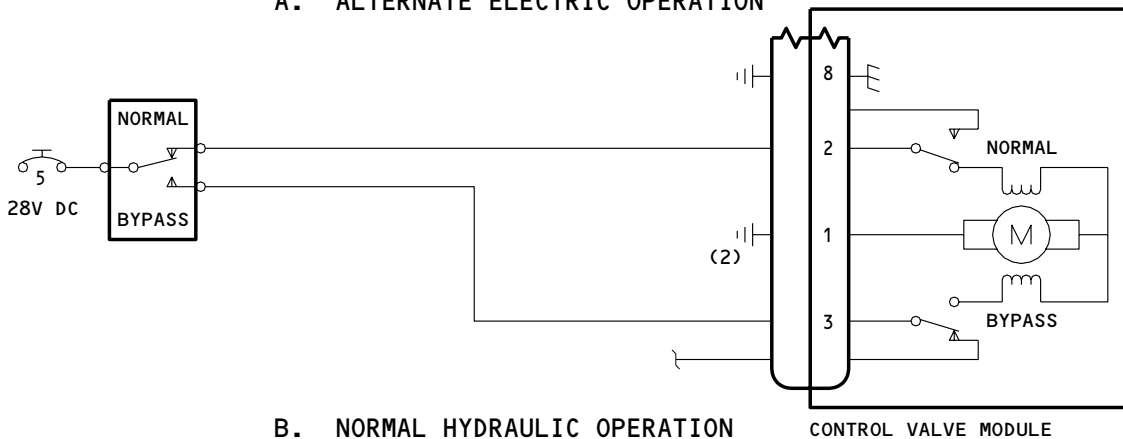 A. ALTERNATE ELECTRIC OPERATION
8
NORMAL
2
NORMAL
5
28V DC
BYPASS
M
1
(2)
3
BYPASS
B. NORMAL HYDRAULIC OPERATION
CONTROL VALVE MODULE